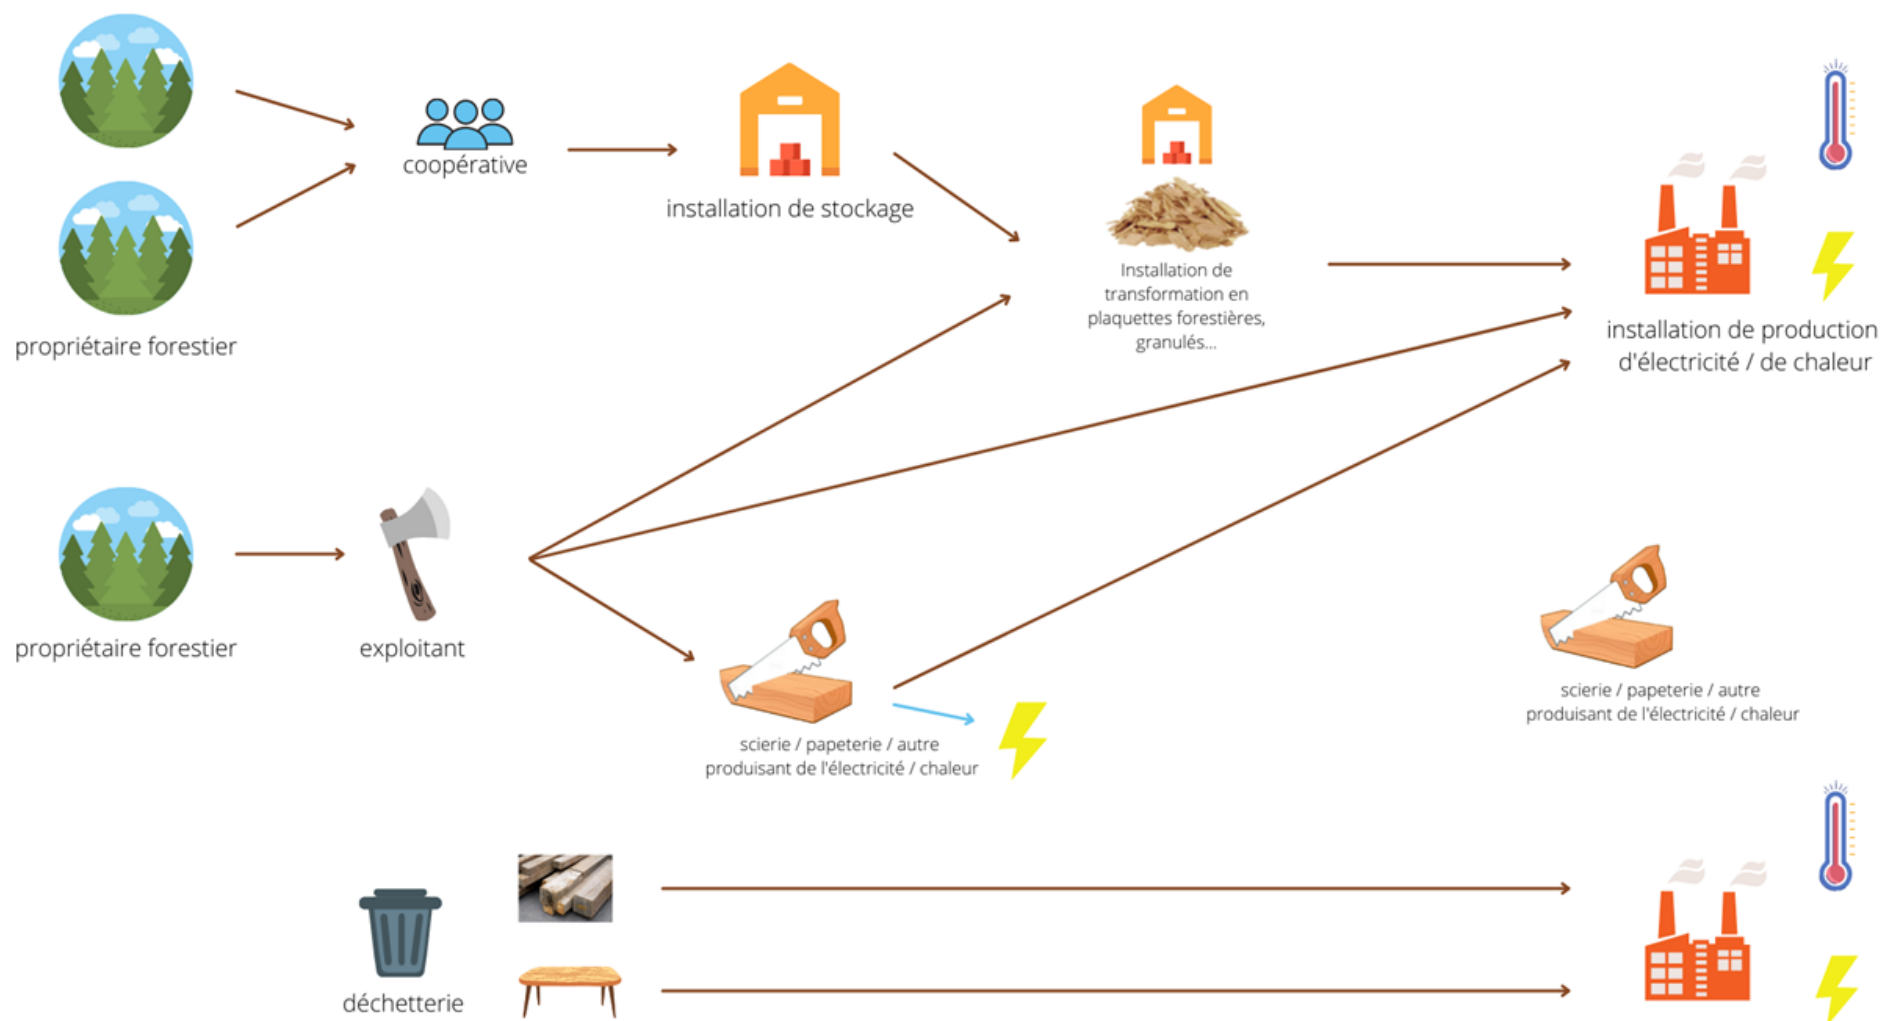 coopérative
installation de stockage
Installation de
transformation en
plaquettes forestières,
granulés...
propriétaire forestier
installation de production
d'électricité / de chaleur
propriétaire forestier
exploitant
scierie / papeterie / autre
produisant de l'électricité / chaleur
scierie / papeterie / autre
produisant de l'électricité / chaleur
déchetterie